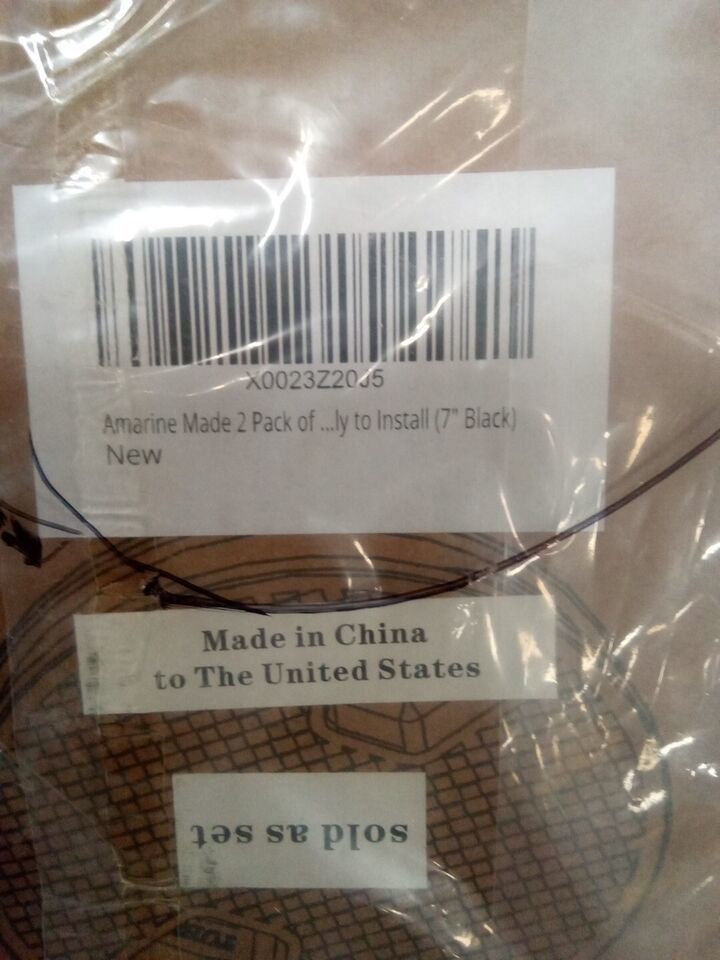 X0023Z20J5
Amarine Made 2 Pack of ...ly to Install (7" Black)
New
Made in China
to The United States
sold as set